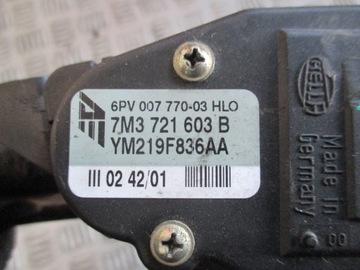 6PV 007 770-03 HLO
7M3 721 603 B
YM219F836AA
III 02 42/01
HELLA
Made in
Germany